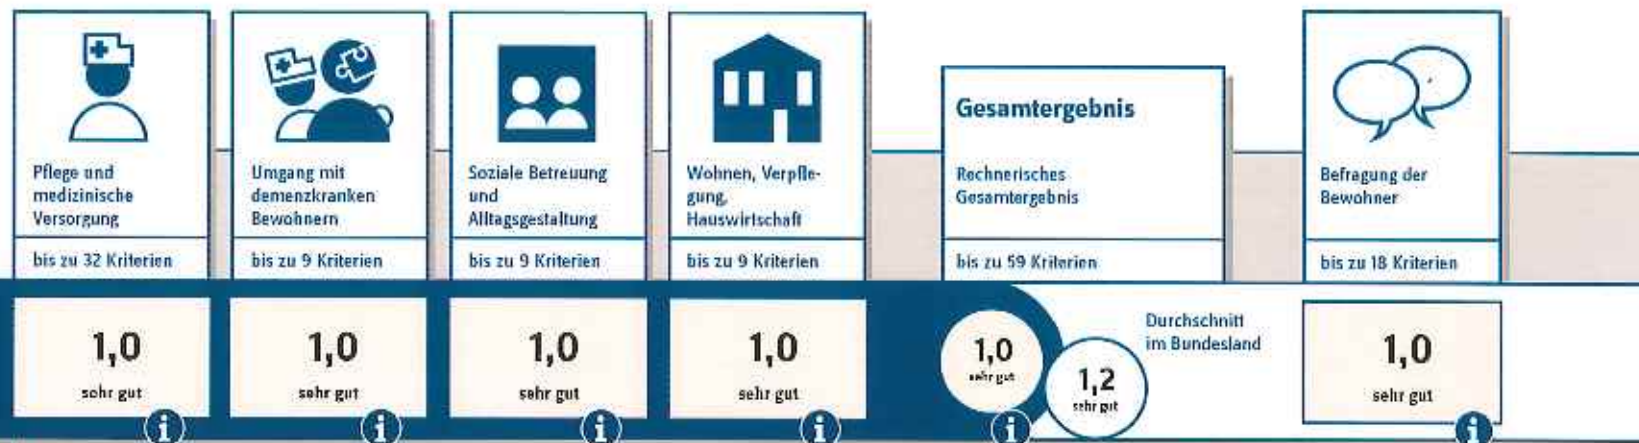 Pflege und
medizinische
Versorgung
bis zu 32 Kriterien
1,0
sehr gut
Umgang mit
demenzkranken
Bewohnern
bis zu 9 Kriterien
1,0
sehr gut
Soziale Betreuung
und
Alltagsgestaltung
bis zu 9 Kriterien
1,0
sehr gut
Wohnen, Verpfle-
gung,
Hauswirtschaft
bis zu 9 Kriterien
1,0
sehr gut
Gesamtergebnis
Rechnerisches
Gesamtergebnis
bis zu 59 Kriterien
1,0
sehr gut
1,2
sehr gut
Durchschnitt
im Bundesland
Befragung der
Bewohner
bis zu 18 Kriterien
1,0
sehr gut